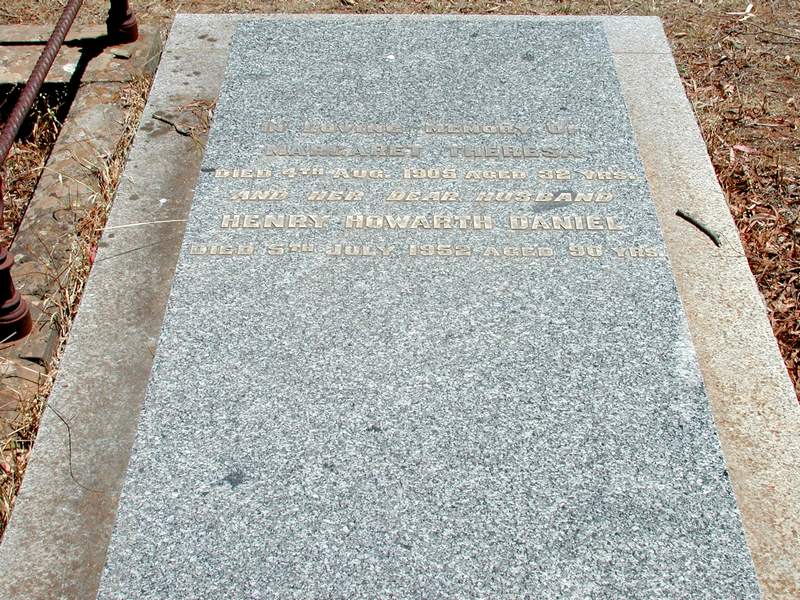 IN LOVING MEMORY OF
MARGARET THERESA
DIED 4TH AUG. 1905 AGED 32 YRS.
AND HER DEAR HUSBAND
HENRY HOWARTH DANIEL
DIED 5TH JULY 1952 AGED 90 YRS.